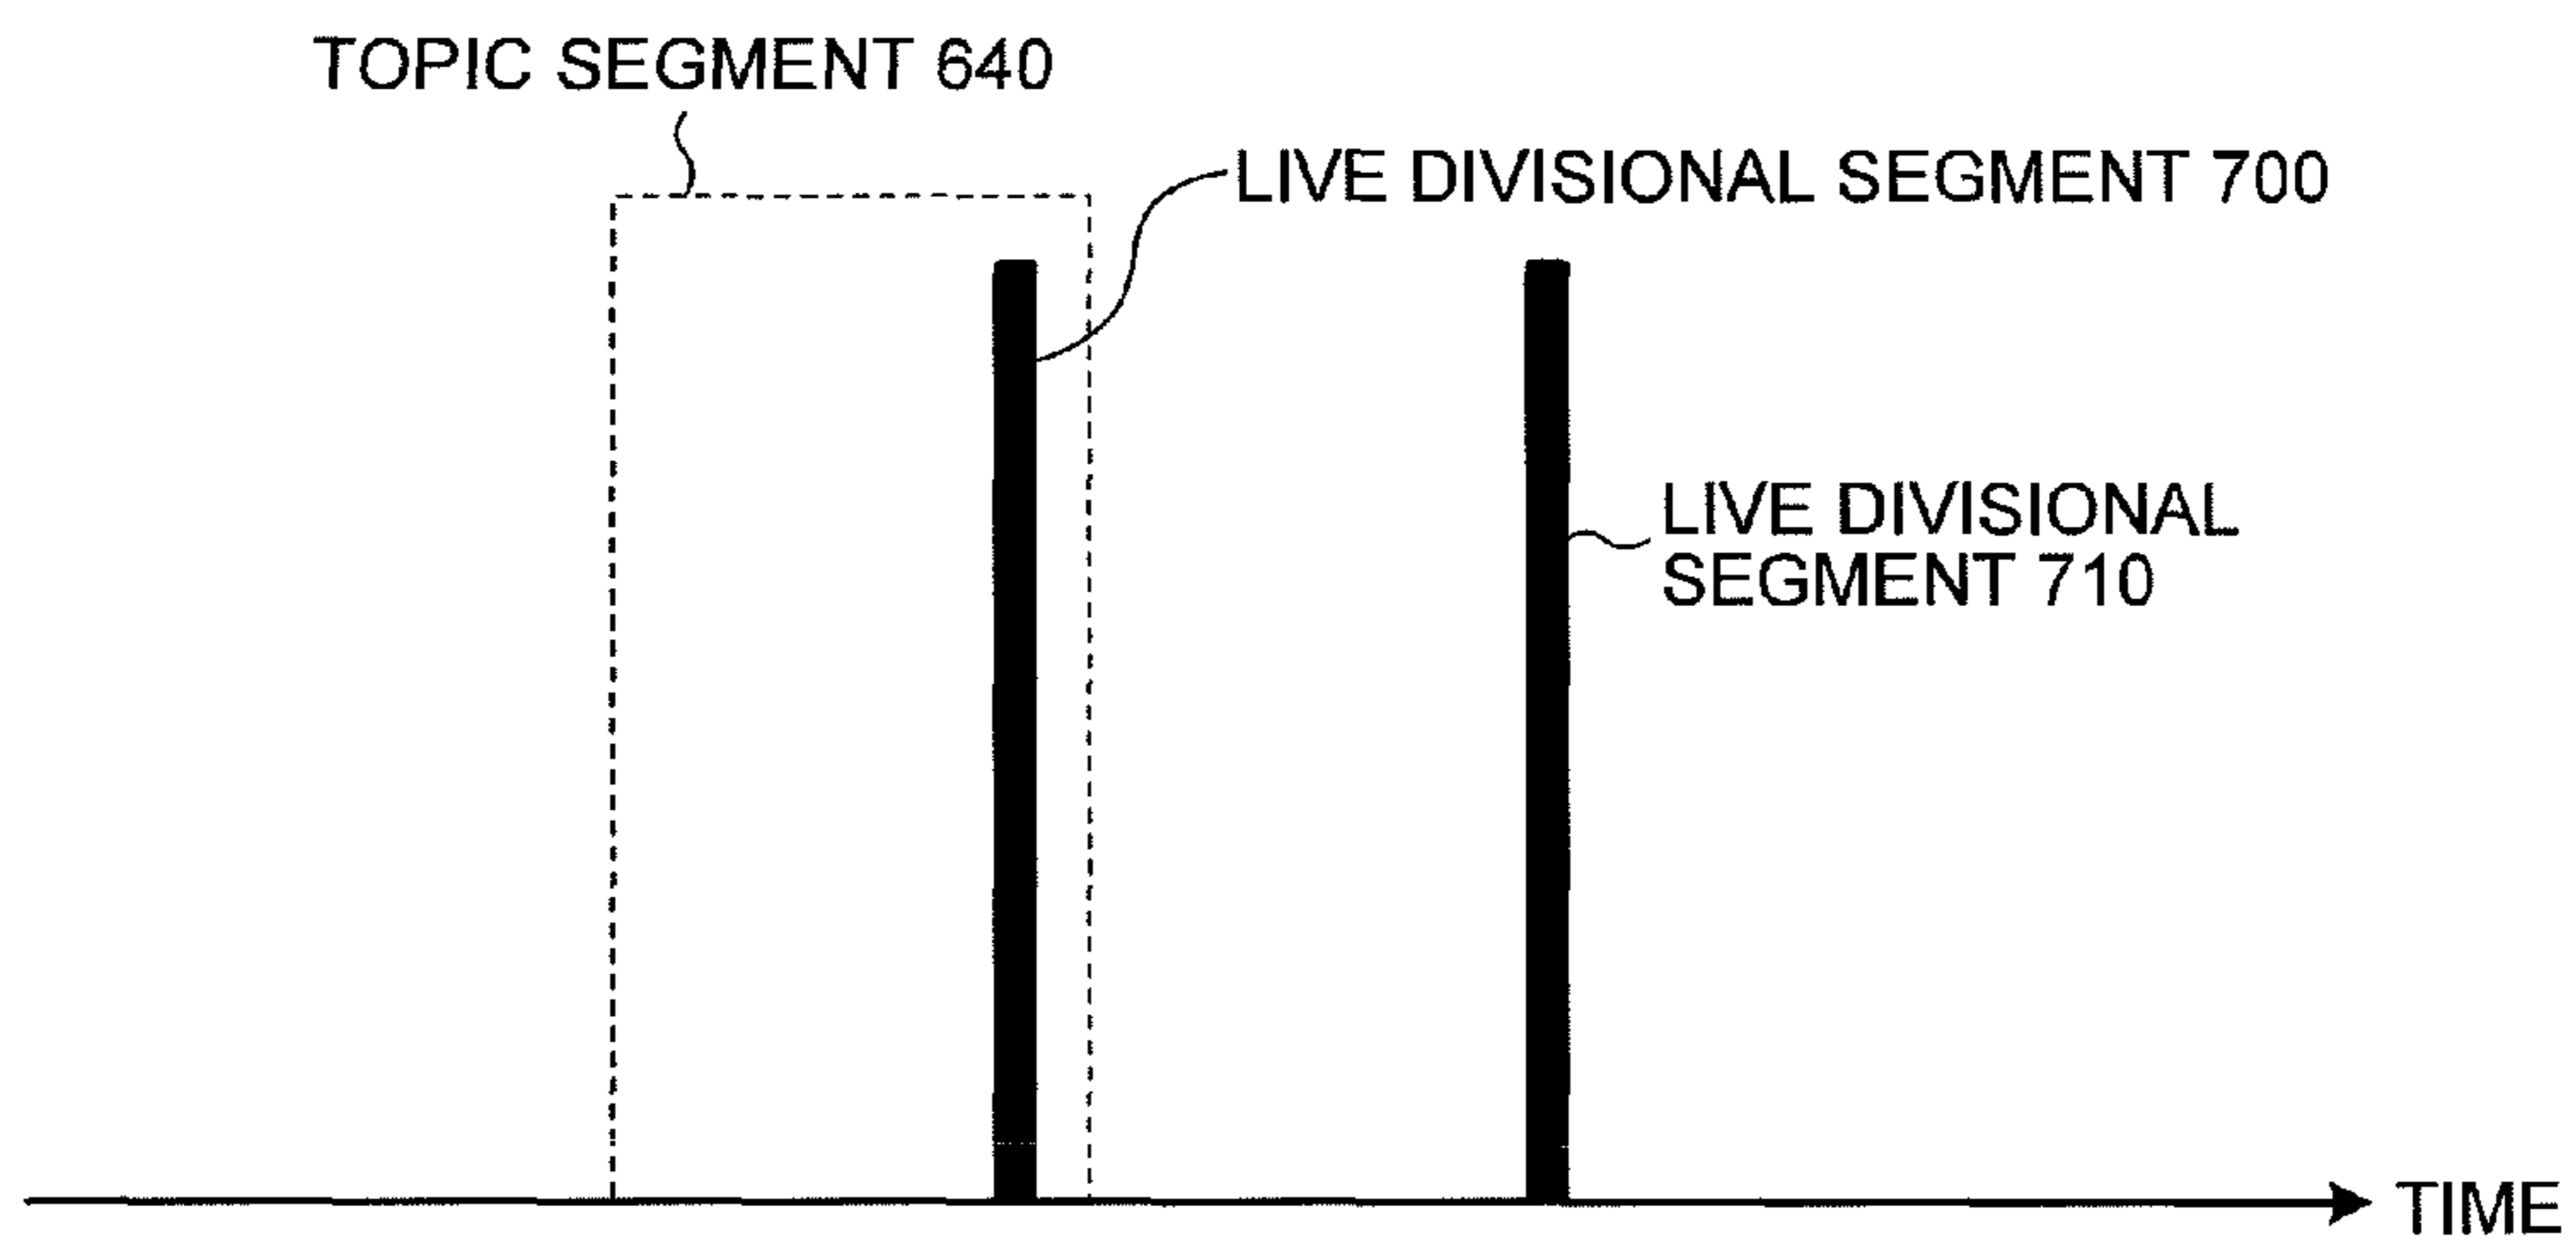 TOPIC SEGMENT 640
LIVE DIVISIONAL SEGMENT 700
LIVE DIVISIONAL
SEGMENT 710
TIME